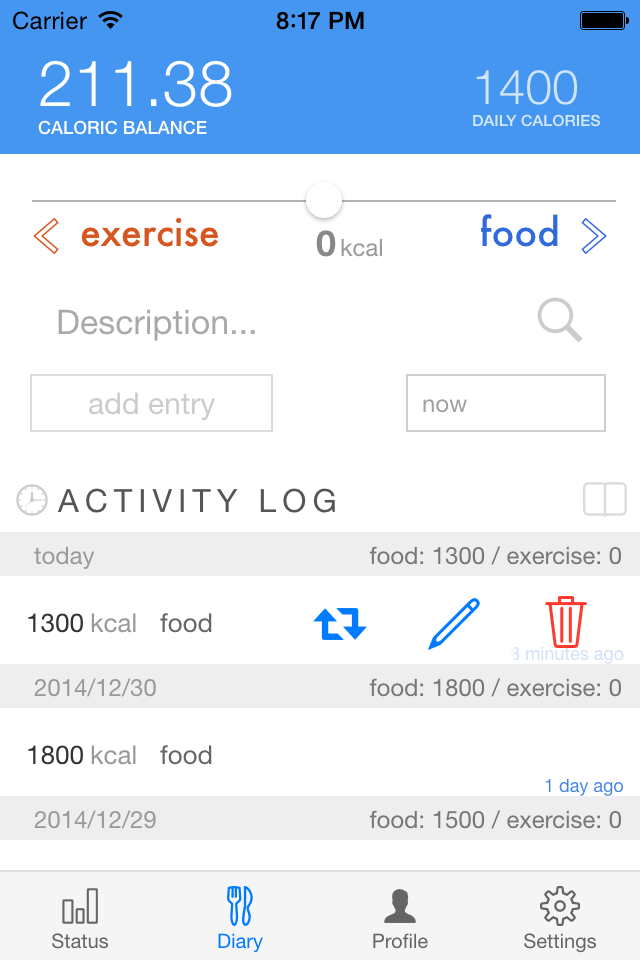 Carrier 8:17 PM
211.38 1400
CALORIC BALANCE DAILY CALORIES
exercise food
0 kcal
Description...
add entry now
ACTIVITY LOG
today food: 1300 / exercise: 0
1300 kcal food
3 minutes ago
2014/12/30 food: 1800 / exercise: 0
1800 kcal food
1 day ago
2014/12/29 food: 1500 / exercise: 0
Status Diary Profile Settings